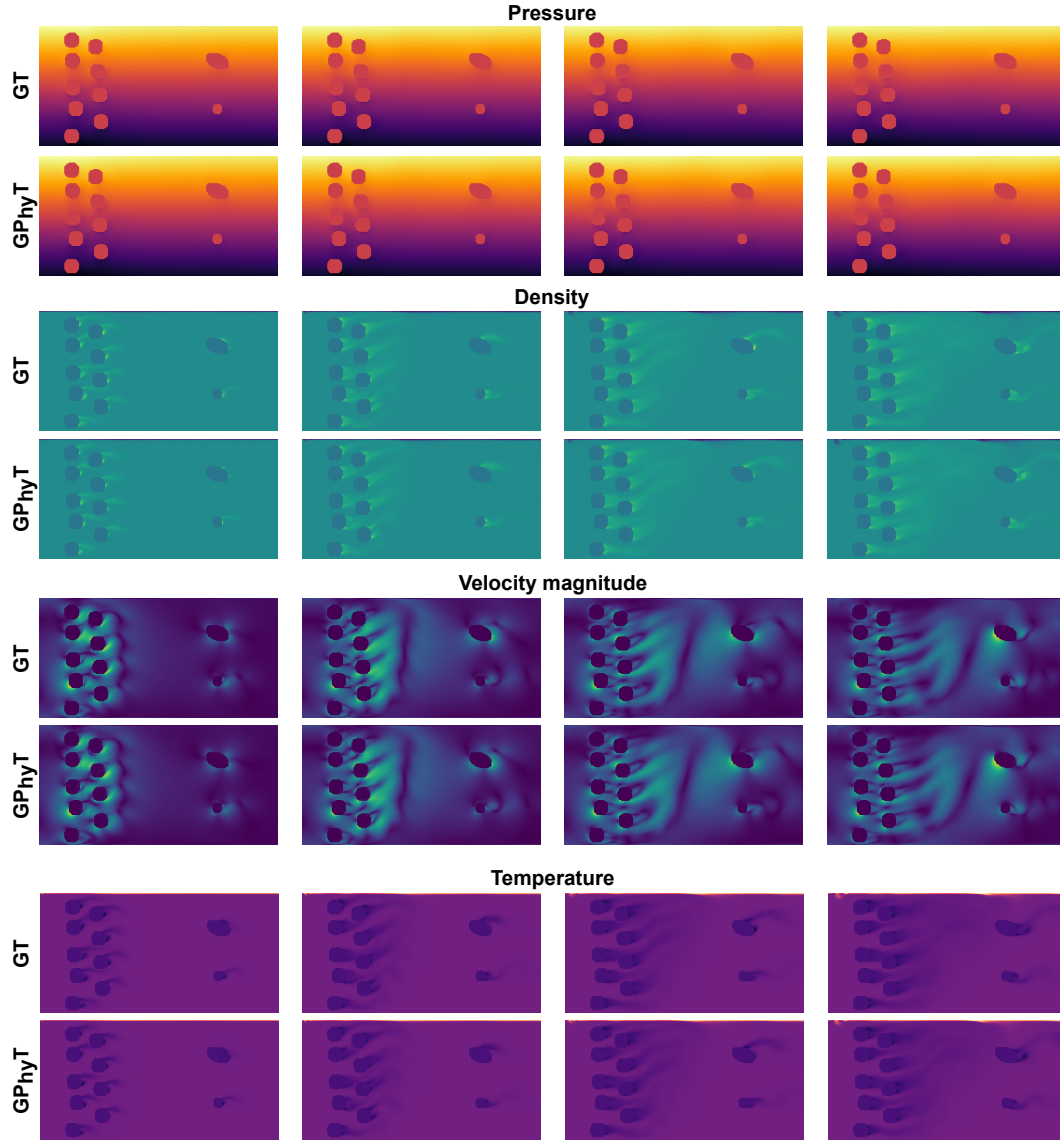 Pressure
GT
GPhyT
Density
GT
GPhyT
Velocity magnitude
GT
GPhyT
Temperature
GT
GPhyT